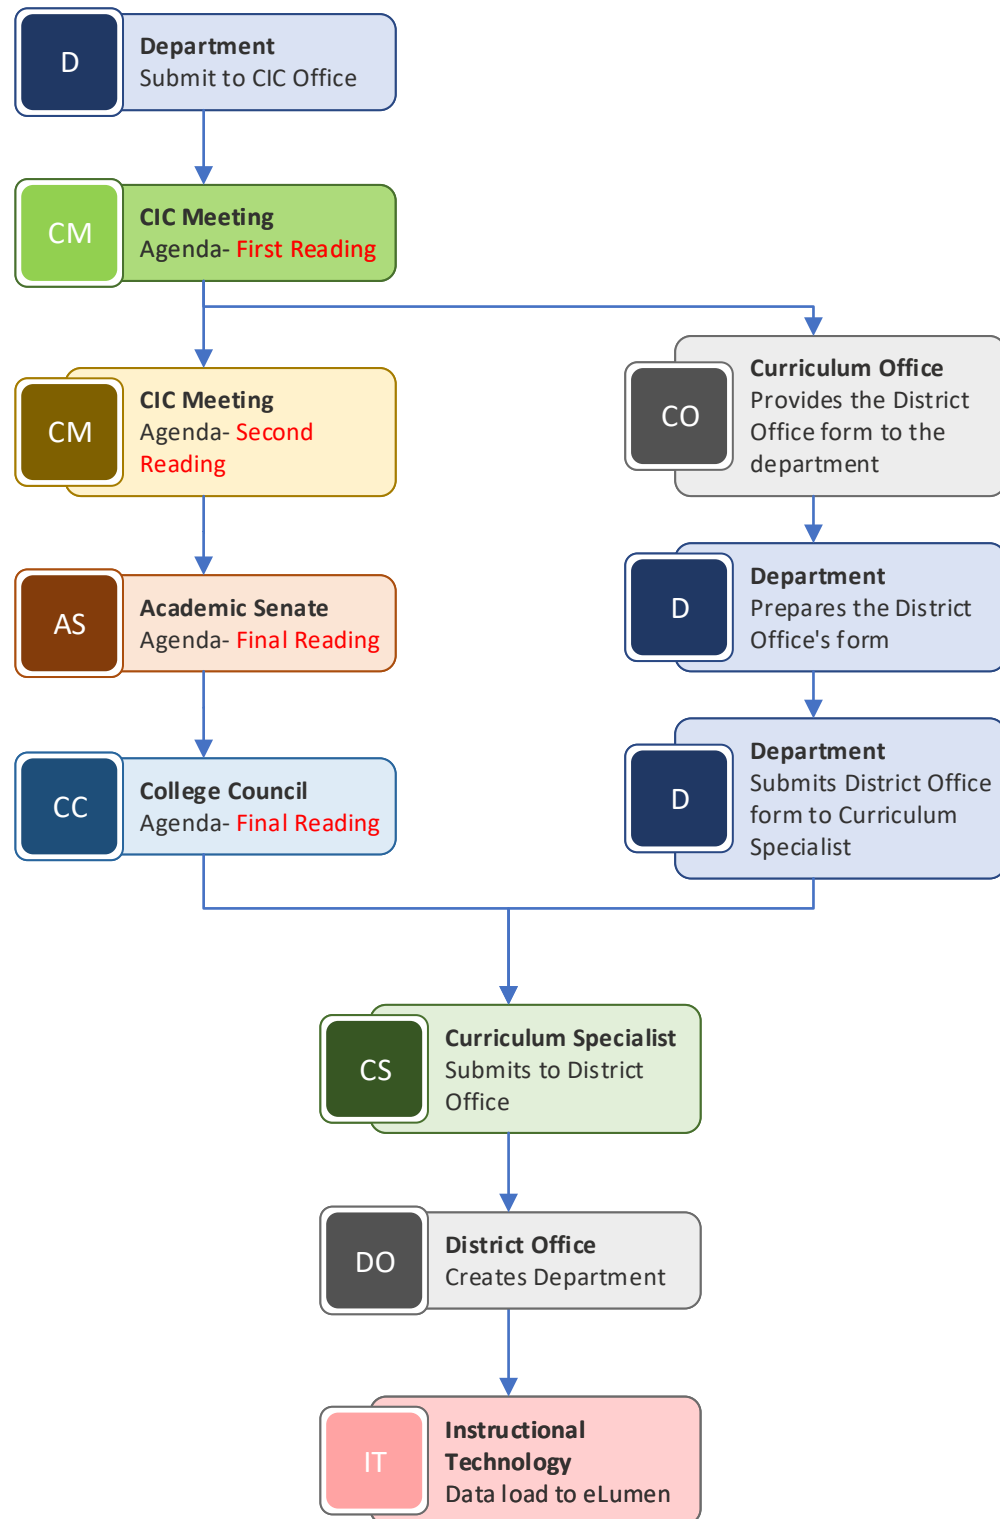 D
Department
Submit to CIC Office
CM
CIC Meeting
Agenda- First Reading
CM
CIC Meeting
Agenda- Second
Reading
CO
Curriculum Office
Provides the District
Office form to the
department
AS
Academic Senate
Agenda- Final Reading
D
Department
Prepares the District
Office's form
CC
College Council
Agenda- Final Reading
D
Department
Submits District Office
form to Curriculum
Specialist
CS
Curriculum Specialist
Submits to District
Office
DO
District Office
Creates Department
IT
Instructional
Technology
Data load to eLumen